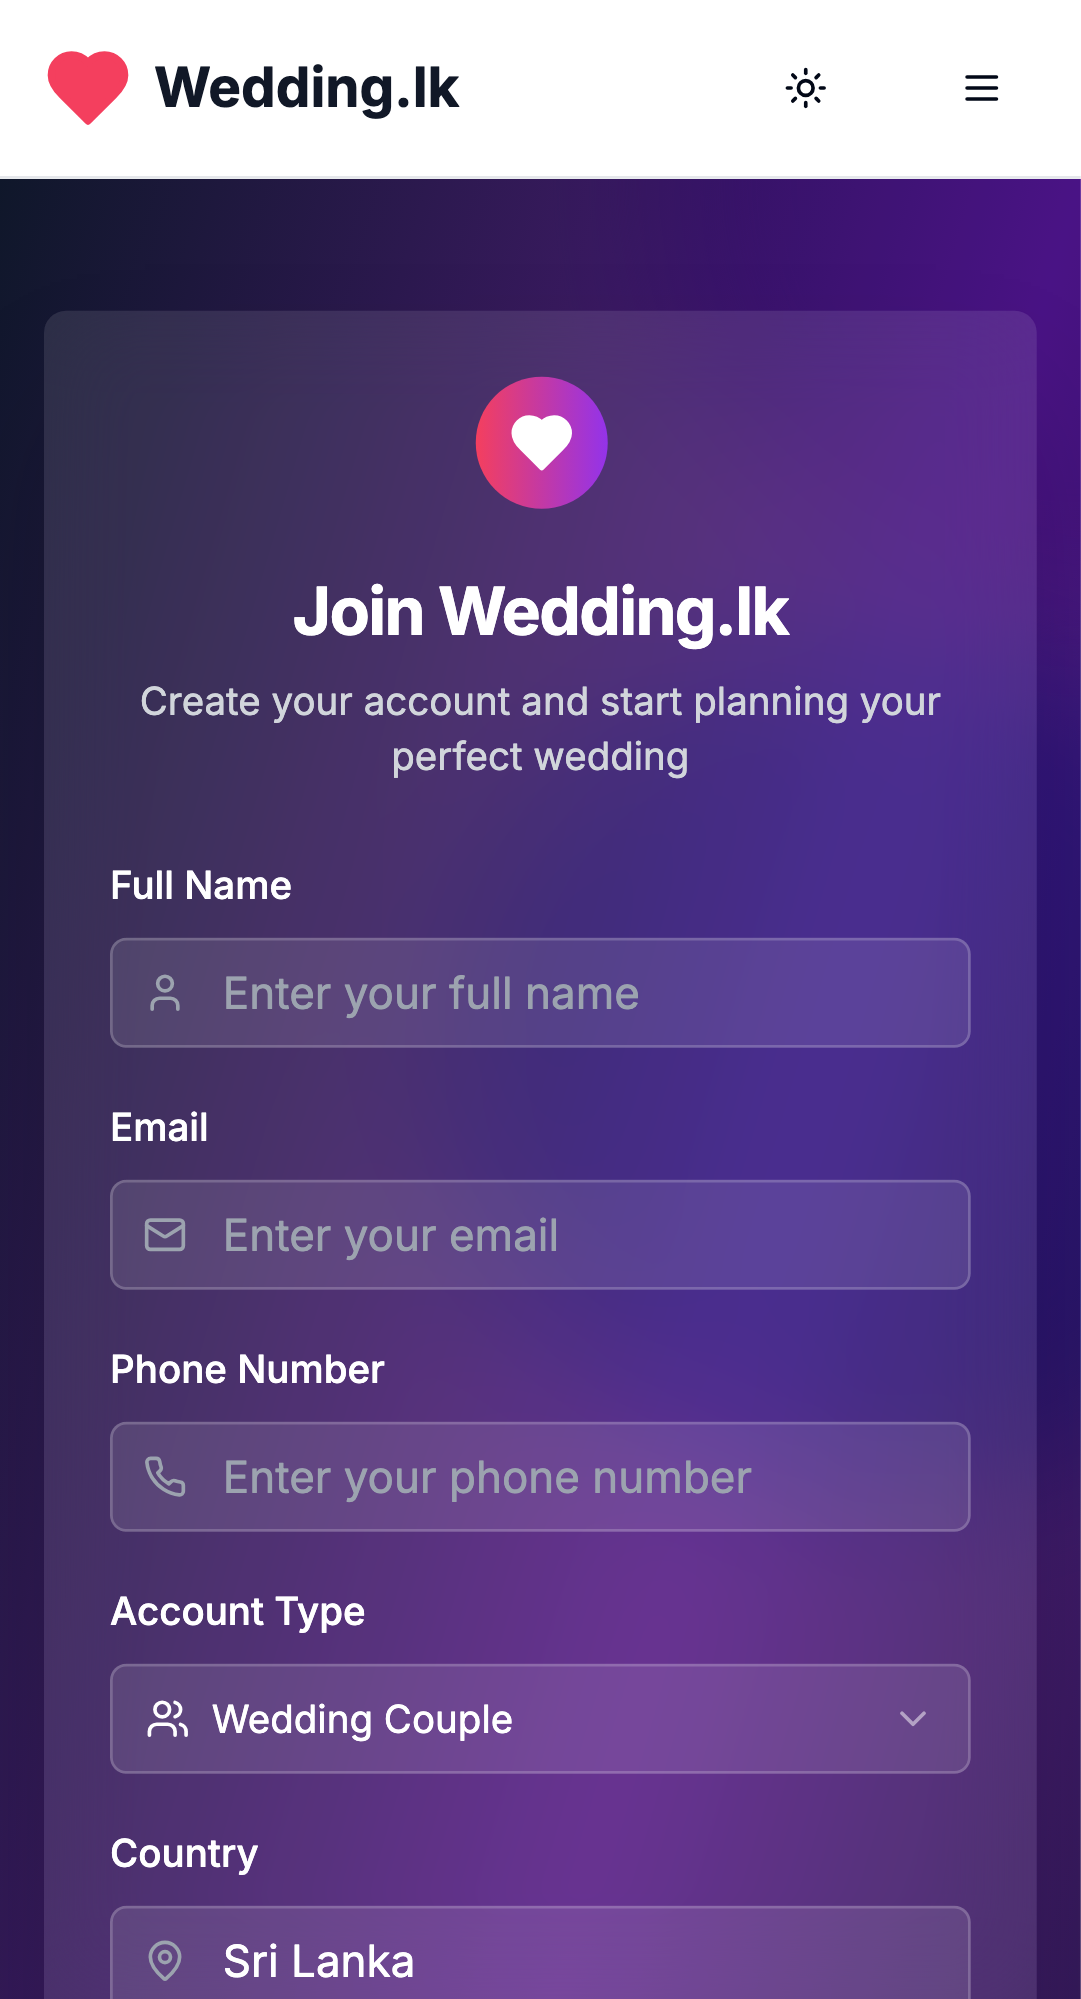 Wedding.lk
Join Wedding.lk
Create your account and start planning your
perfect wedding
Full Name
Enter your full name
Email
Enter your email
Phone Number
Enter your phone number
Account Type
Wedding Couple
Country
Sri Lanka